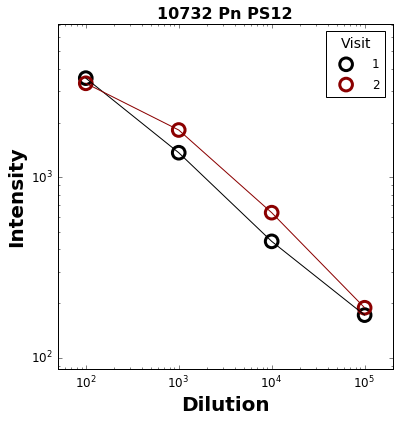 10732 Pn PS12
Visit
1
2
Intensity
10³
10²
10² 10³ 10⁴ 10⁵
Dilution